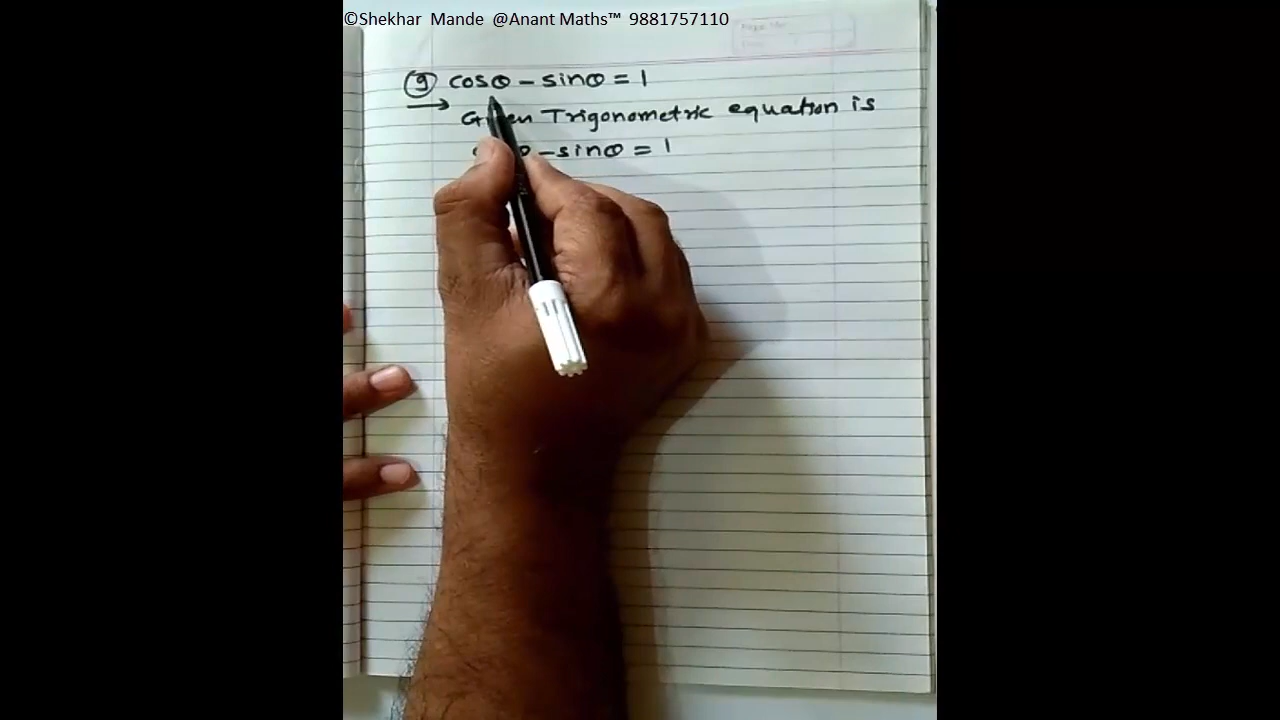 ©Shekhar Mande @Anant Maths™ 9881757110
9 cosθ - sinθ = 1
→ Trigonometric equation is
- sinθ = 1